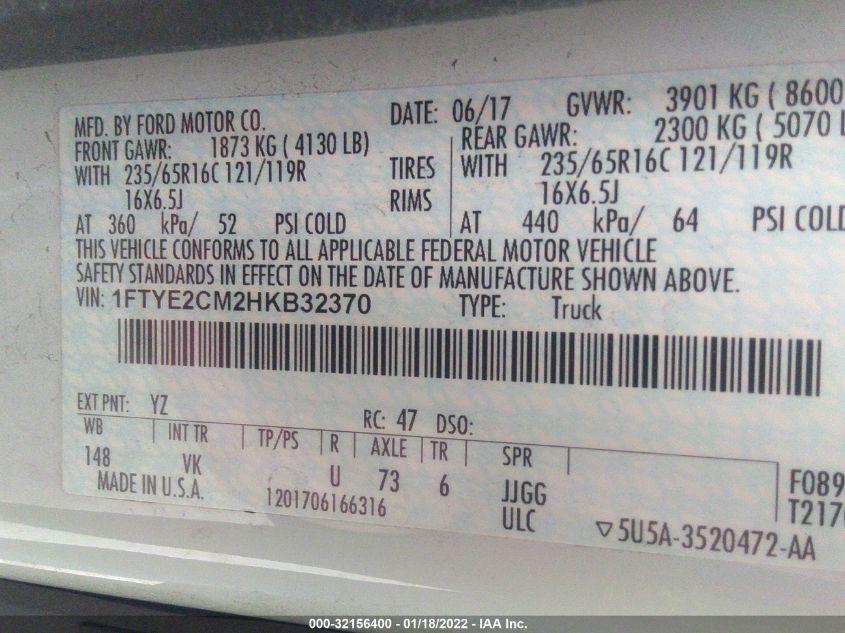 MFD. BY FORD MOTOR CO. DATE: 06/17 GVWR: 3901 KG ( 8600
FRONT GAWR: 1873 KG ( 4130 LB) REAR GAWR: 2300 KG ( 5070 L
WITH 235/65R16C 121/119R TIRES WITH 235/65R16C 121/119R
16X6.5J RIMS 16X6.5J
AT 360 kPa/ 52 PSI COLD AT 440 kPa/ 64 PSI COLD
THIS VEHICLE CONFORMS TO ALL APPLICABLE FEDERAL MOTOR VEHICLE
SAFETY STANDARDS IN EFFECT ON THE DATE OF MANUFACTURE SHOWN ABOVE.
VIN: 1FTYE2CM2HKB32370 TYPE: Truck
EXT PNT: YZ RC: 47 DSO:
WB INT TR TP/PS R AXLE TR SPR
148 VK U 73 6 JJGG F089
MADE IN U.S.A. 1201706166316 ULC T2170
▽5U5A-3520472-AA
000-32156400 - 01/18/2022 - IAA Inc.